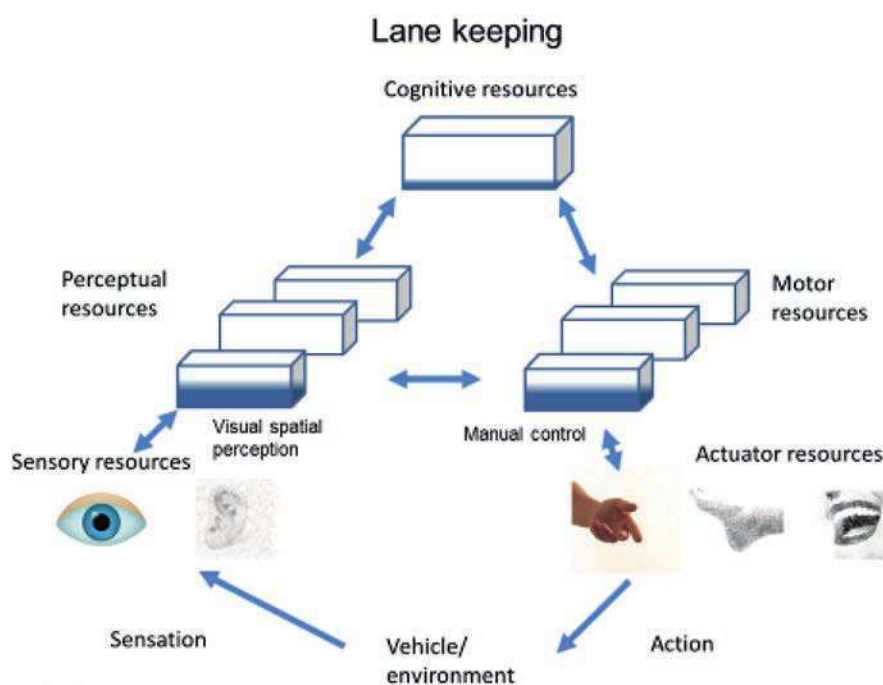 Lane keeping
Cognitive resources
Perceptual
resources
Motor
resources
Visual spatial
perception
Manual control
Sensory resources
Actuator resources
Sensation
Vehicle/
environment
Action